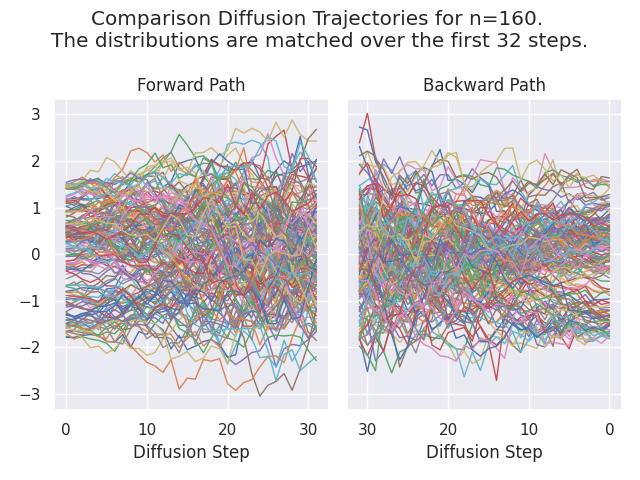 Comparison Diffusion Trajectories for n=160.
The distributions are matched over the first 32 steps.
Forward Path
Backward Path
3
2
1
0
−1
−2
−3
0 10 20 30
30 20 10 0
Diffusion Step
Diffusion Step